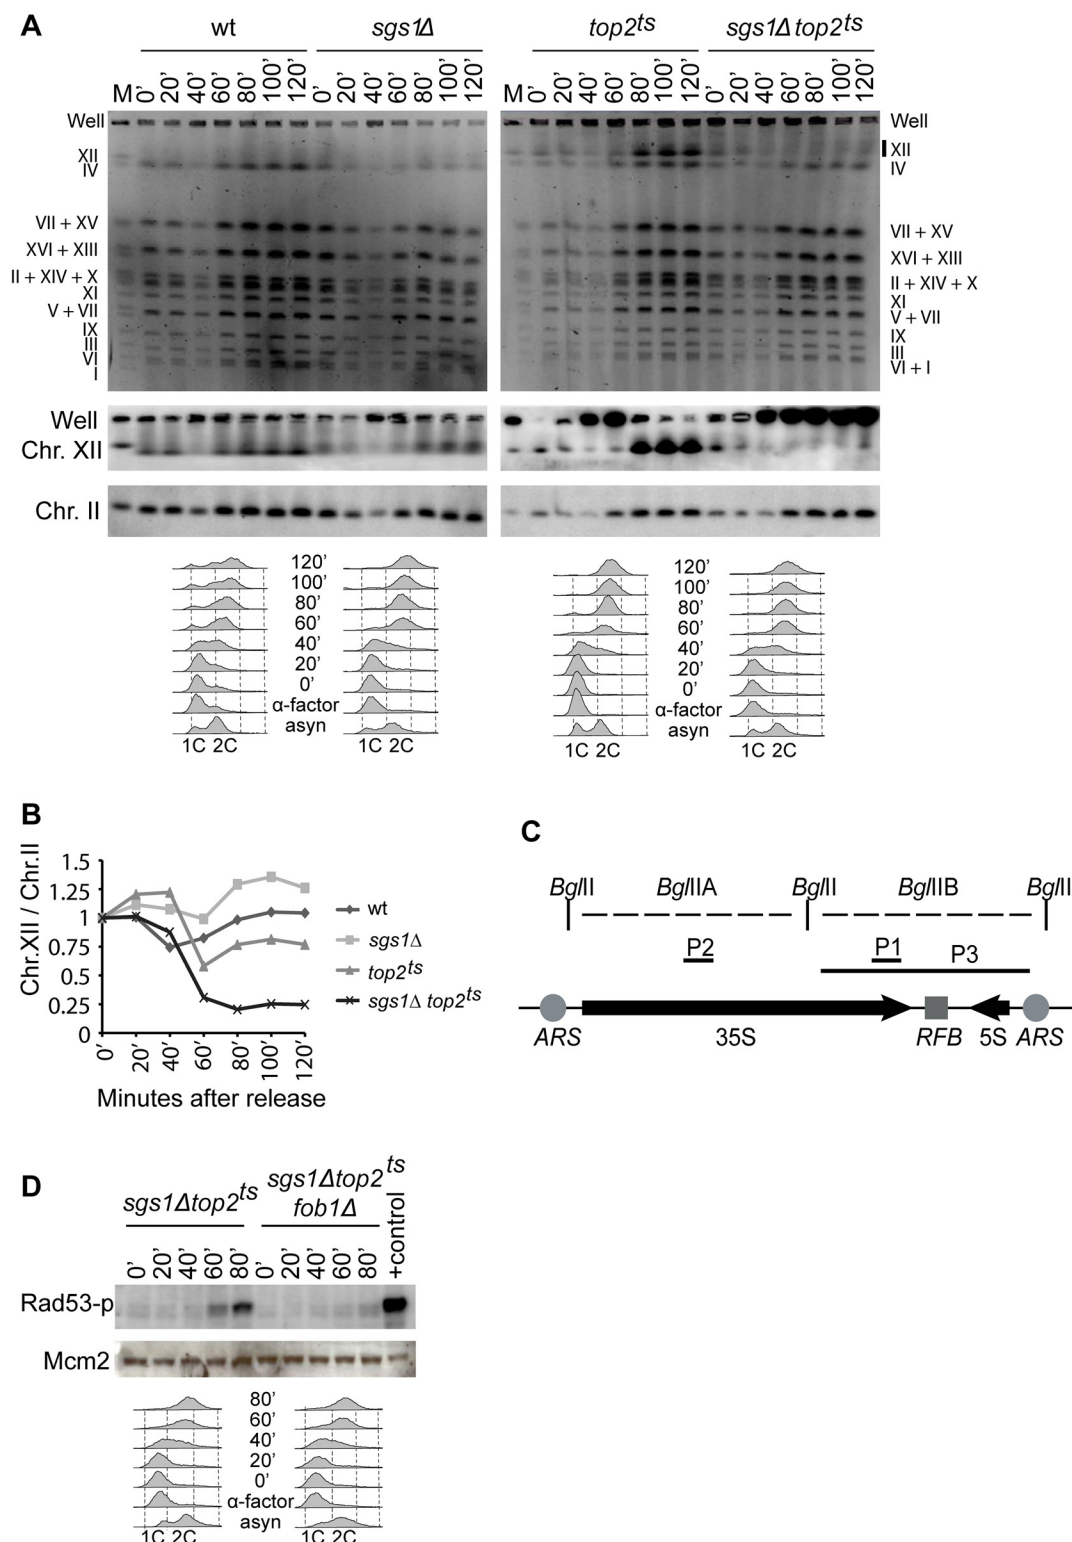 A
wt sgs1Δ top2ts sgs1Δ top2ts
M 0' 20' 40' 60' 80' 100' 120' 0' 20' 40' 60' 80' 100' 120' M 0' 20' 40' 60' 80' 100' 120' 0' 20' 40' 60' 80' 100' 120'
Well Well
XII XII
IV IV
VII + XV VII + XV
XVI + XIII XVI + XIII
II + XIV + X II + XIV + X
XI XI
V + VII V + VII
IX IX
III III
VI VI + I
I
Well
Chr. XII
Chr. II
120' 120'
100' 100'
80' 80'
60' 60'
40' 40'
20' 20'
0' 0'
α-factor α-factor
asyn asyn
1C 2C 1C 2C 1C 2C 1C 2C
B
Chr.XII / Chr.II
1.5
1.25
1
0.75
0.5
0.25
0
0' 20' 40' 60' 80' 100' 120'
Minutes after release
wt
sgs1Δ
top2ts
sgs1Δ top2ts
C
BglII BglIIA BglII BglIIB BglII
P2 P1 P3
ARS 35S RFB 5S ARS
D
sgs1Δtop2ts sgs1Δtop2ts fob1Δ +control
0' 20' 40' 60' 80' 0' 20' 40' 60' 80'
Rad53-p
Mcm2
80'
60'
40'
20'
0'
α-factor
asyn
1C 2C 1C 2C